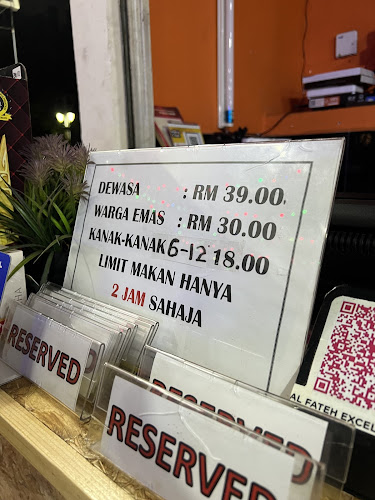 DEWASA : RM 39.00
WARGA EMAS : RM 30.00
KANAK-KANAK 6-12 18.00
LIMIT MAKAN HANYA
2 JAM SAHAJA
RESERVED
RESERVED
RESERVED
AL FATEH EXCEL